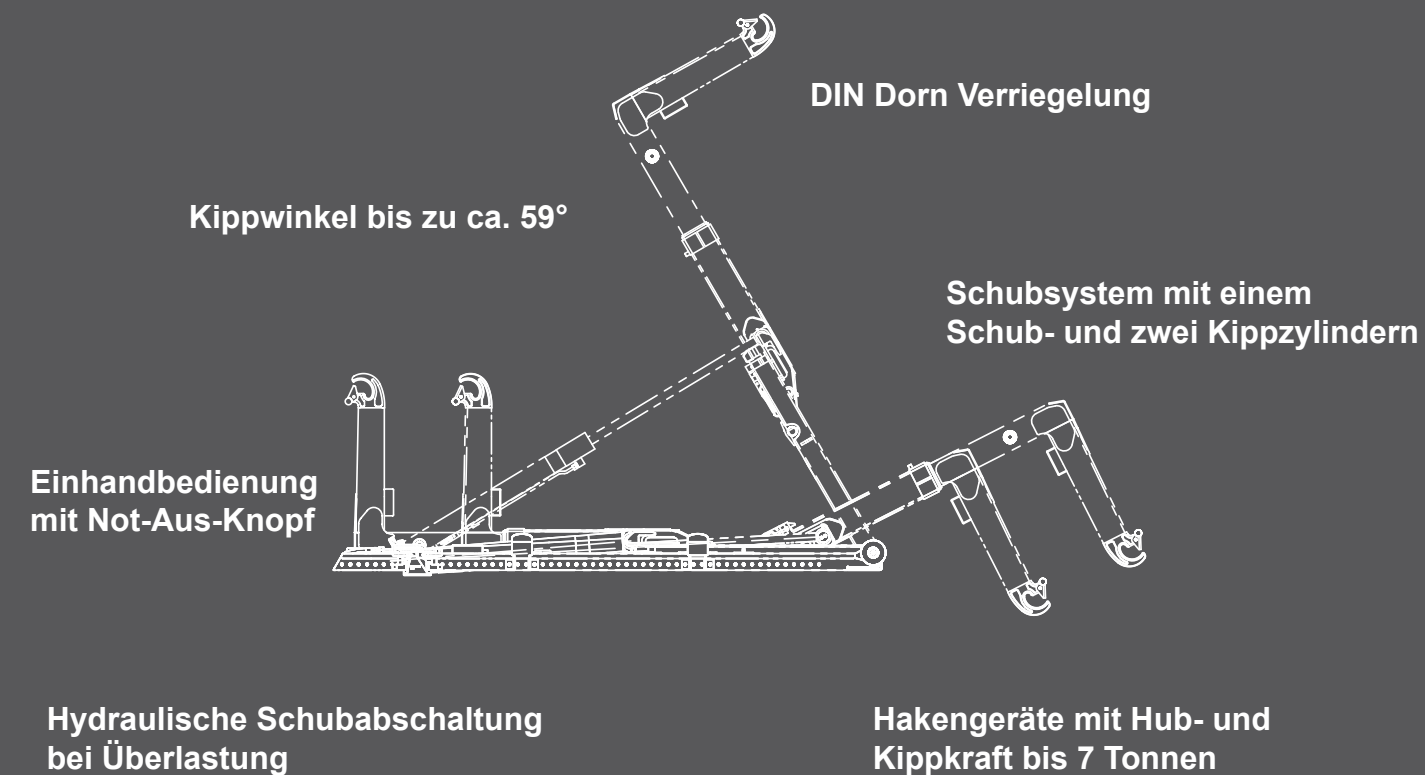 DIN Dorn Verriegelung
Kippwinkel bis zu ca. 59°
Schubsystem mit einem
Schub- und zwei Kippzylindern
Einhandbedienung
mit Not-Aus-Knopf
Hydraulische Schubabschaltung
bei Überlastung
Hakengeräte mit Hub- und
Kippkraft bis 7 Tonnen